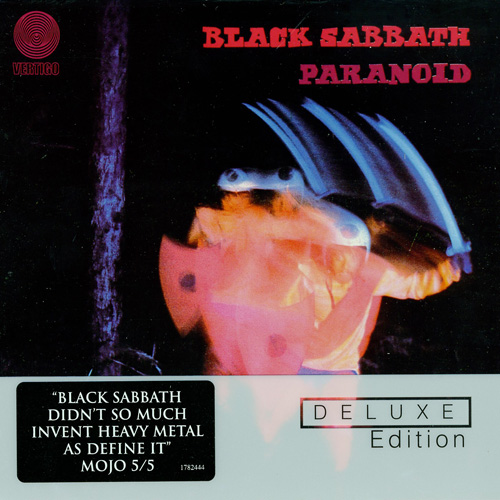 VERTIGO
BLACK SABBATH
PARANOID
DELUXE
Edition
"BLACK SABBATH
DIDN'T SO MUCH
INVENT HEAVY METAL
AS DEFINE IT"
MOJO 5/5
1782444